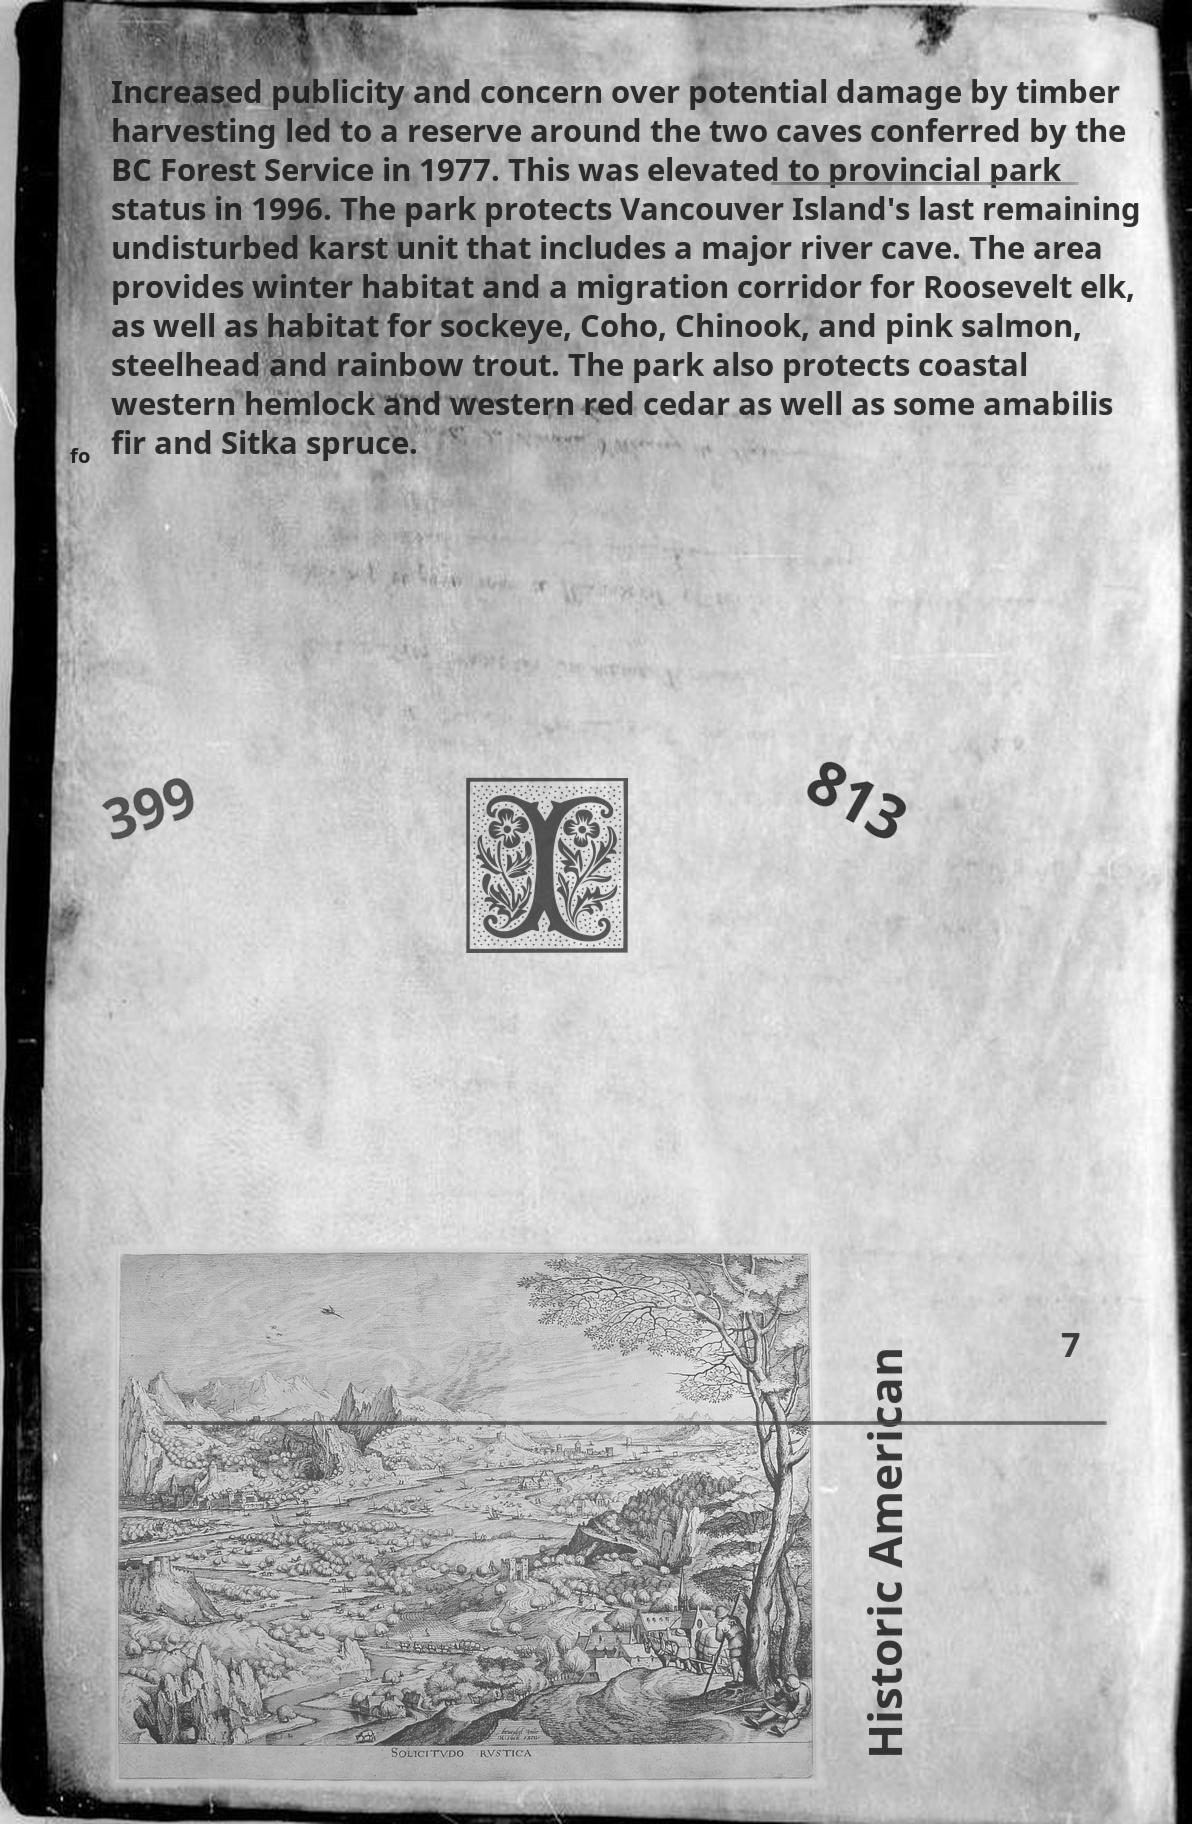 Increased publicity and concern over potential damage by timber
harvesting led to a reserve around the two caves conferred by the
BC Forest Service in 1977. This was elevated to provincial park
status in 1996. The park protects Vancouver Island's last remaining
undisturbed karst unit that includes a major river cave. The area
provides winter habitat and a migration corridor for Roosevelt elk,
as well as habitat for sockeye, Coho, Chinook, and pink salmon,
steelhead and rainbow trout. The park also protects coastal
western hemlock and western red cedar as well as some amabilis
fir and Sitka spruce.
fo
399
813
I
7
Historic American
SOLICITVDO RVSTICA